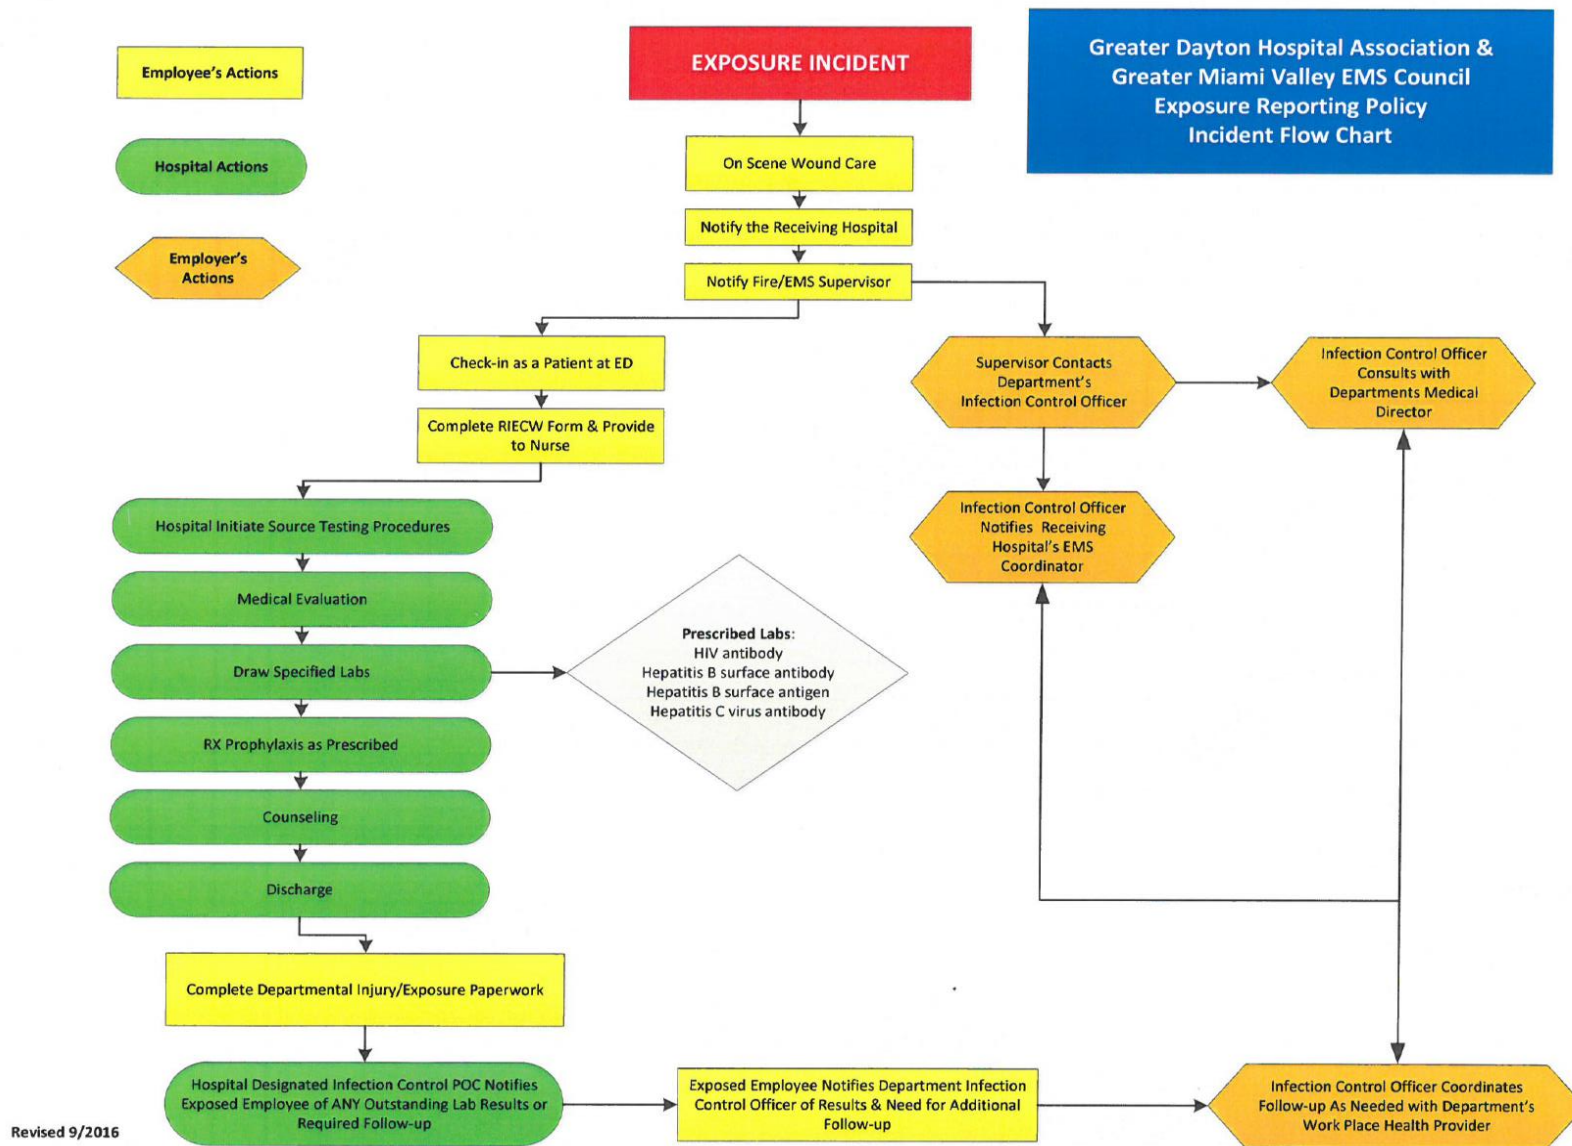 Employee's Actions
Hospital Actions
Employer's
Actions
EXPOSURE INCIDENT
Greater Dayton Hospital Association &
Greater Miami Valley EMS Council
Exposure Reporting Policy
Incident Flow Chart
On Scene Wound Care
Notify the Receiving Hospital
Notify Fire/EMS Supervisor
Check-in as a Patient at ED
Complete RIECW Form & Provide
to Nurse
Supervisor Contacts
Department's
Infection Control Officer
Infection Control Officer
Consults with
Departments Medical
Director
Infection Control Officer
Notifies Receiving
Hospital's EMS
Coordinator
Hospital Initiate Source Testing Procedures
Medical Evaluation
Draw Specified Labs
Prescribed Labs:
HIV antibody
Hepatitis B surface antibody
Hepatitis B surface antigen
Hepatitis C virus antibody
RX Prophylaxis as Prescribed
Counseling
Discharge
Complete Departmental Injury/Exposure Paperwork
Hospital Designated Infection Control POC Notifies
Exposed Employee of ANY Outstanding Lab Results or
Required Follow-up
Exposed Employee Notifies Department Infection
Control Officer of Results & Need for Additional
Follow-up
Infection Control Officer Coordinates
Follow-up As Needed with Department's
Work Place Health Provider
Revised 9/2016